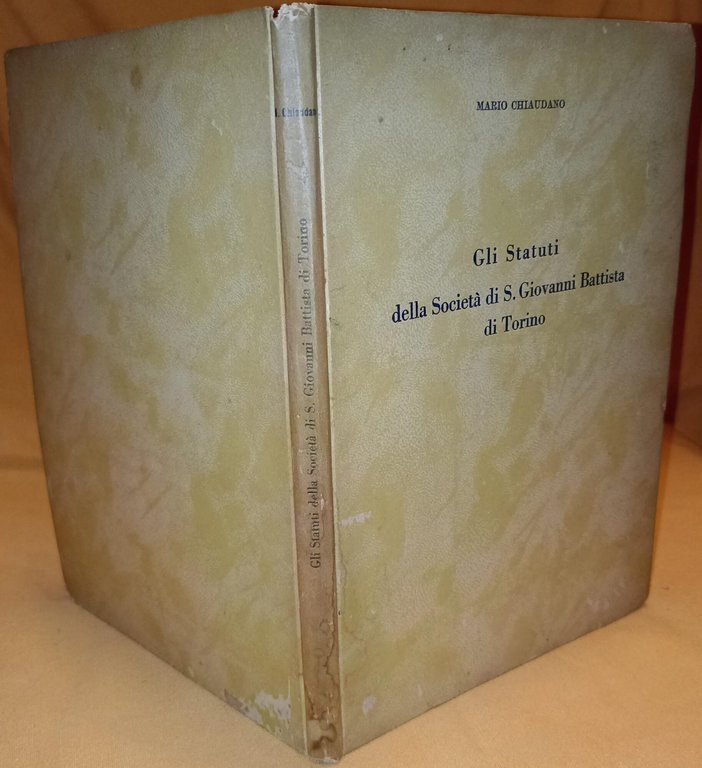 MARIO CHIAUDANO
Gli Statuti
della Società di S. Giovanni Battista
di Torino
M. Chiaudano
Gli Statuti della Società di S. Giovanni Battista di Torino